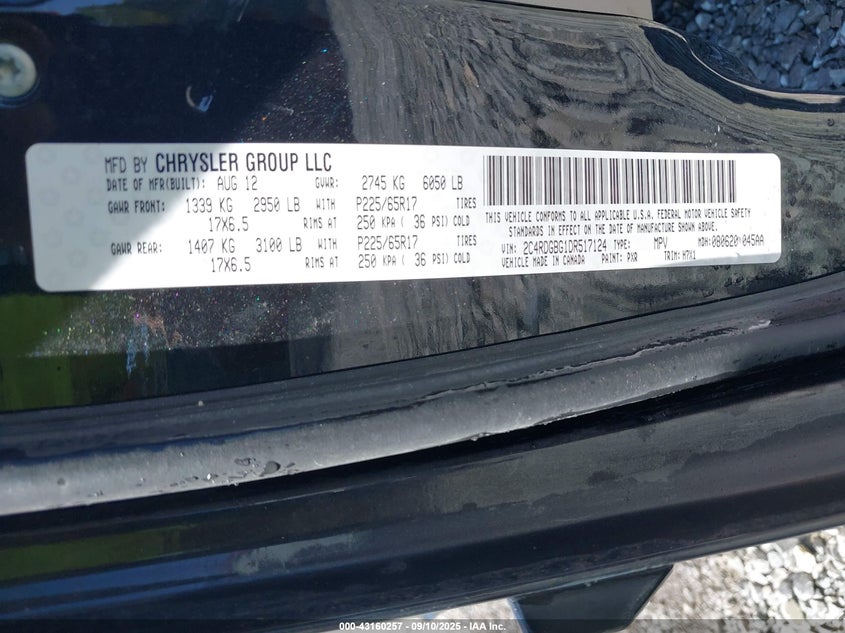 MFD BY CHRYSLER GROUP LLC
DATE OF MFR(BUILT): AUG 12 GVWR: 2745 KG 6050 LB
GAWR FRONT: 1339 KG 2950 LB WITH P225/65R17 TIRES
17X6.5 RIMS AT 250 KPA ( 36 PSI) COLD
GAWR REAR: 1407 KG 3100 LB WITH P225/65R17 TIRES
17X6.5 RIMS AT 250 KPA ( 36 PSI) COLD
THIS VEHICLE CONFORMS TO ALL APPLICABLE U.S.A. FEDERAL MOTOR VEHICLE SAFETY
STANDARDS IN EFFECT ON THE DATE OF MANUFACTURE SHOWN ABOVE.
VIN: 2C4RDGBG1DR517124 TYPE: MPV MDH: 080620 045AA
VEHICLE MADE IN CANADA PAINT: PXR TRIM: H7X1
000-43160257 - 09/10/2025 - IAA Inc.